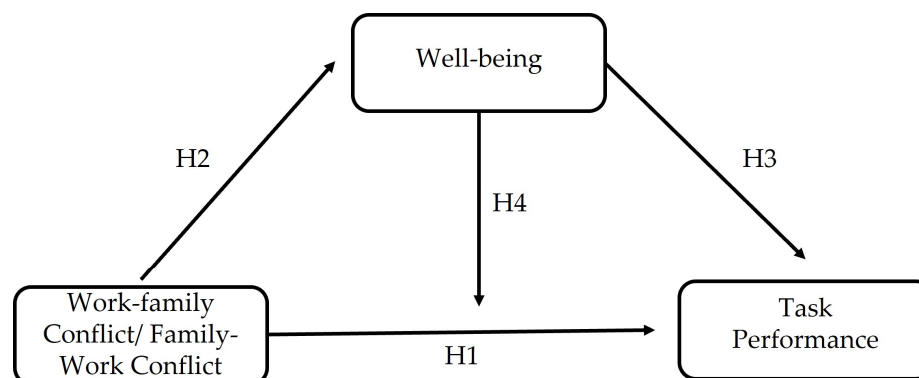 Well-being
H2
H3
H4
Work-family
Conflict/ Family-
Work Conflict
Task
Performance
H1